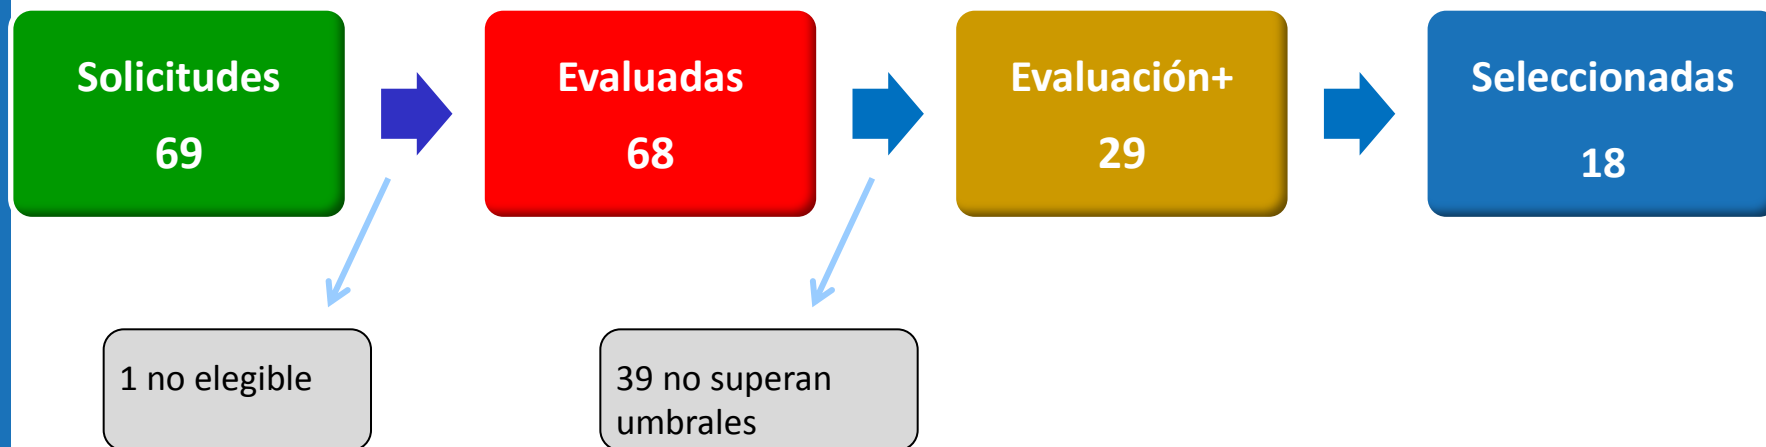 Solicitudes
69
Evaluadas
68
Evaluación+
29
Seleccionadas
18
1 no elegible
39 no superan
umbrales